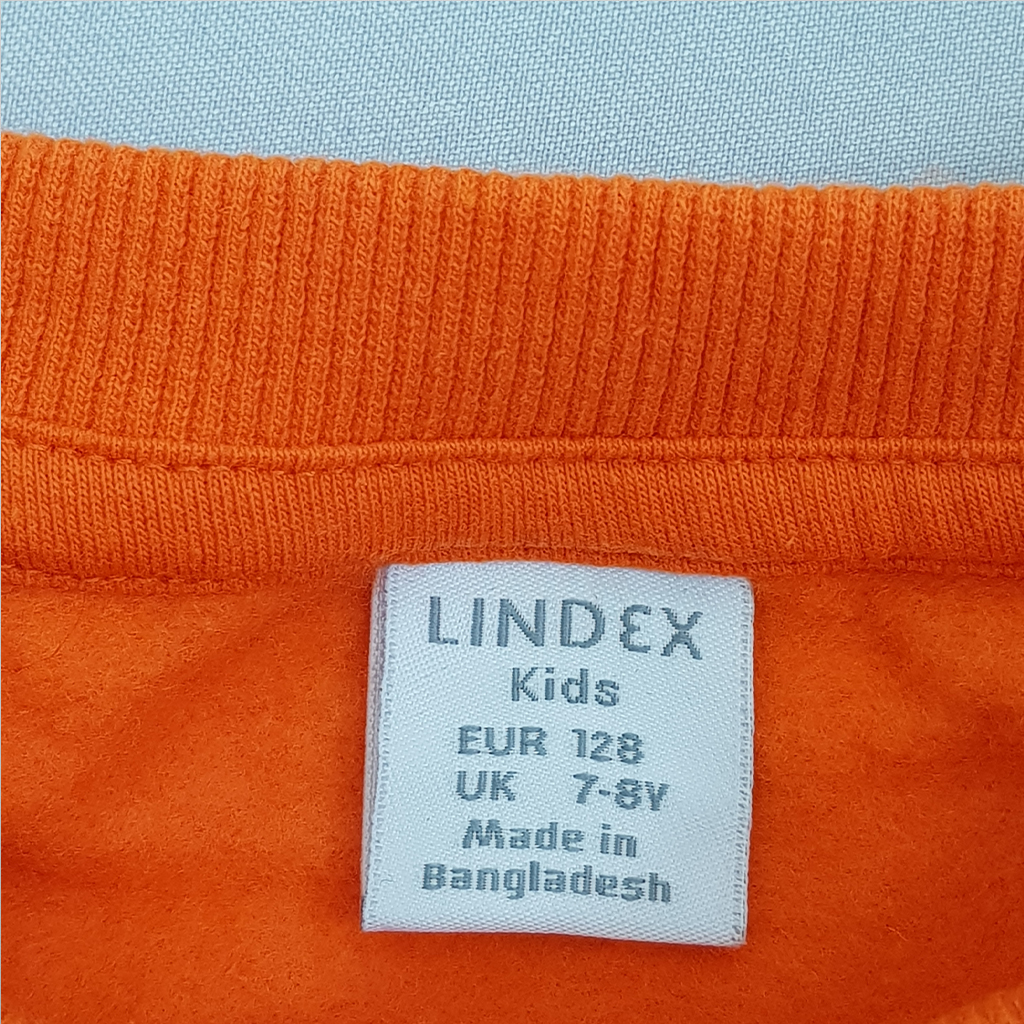 LINDEX
Kids
EUR 128
UK 7-8Y
Made in
Bangladesh